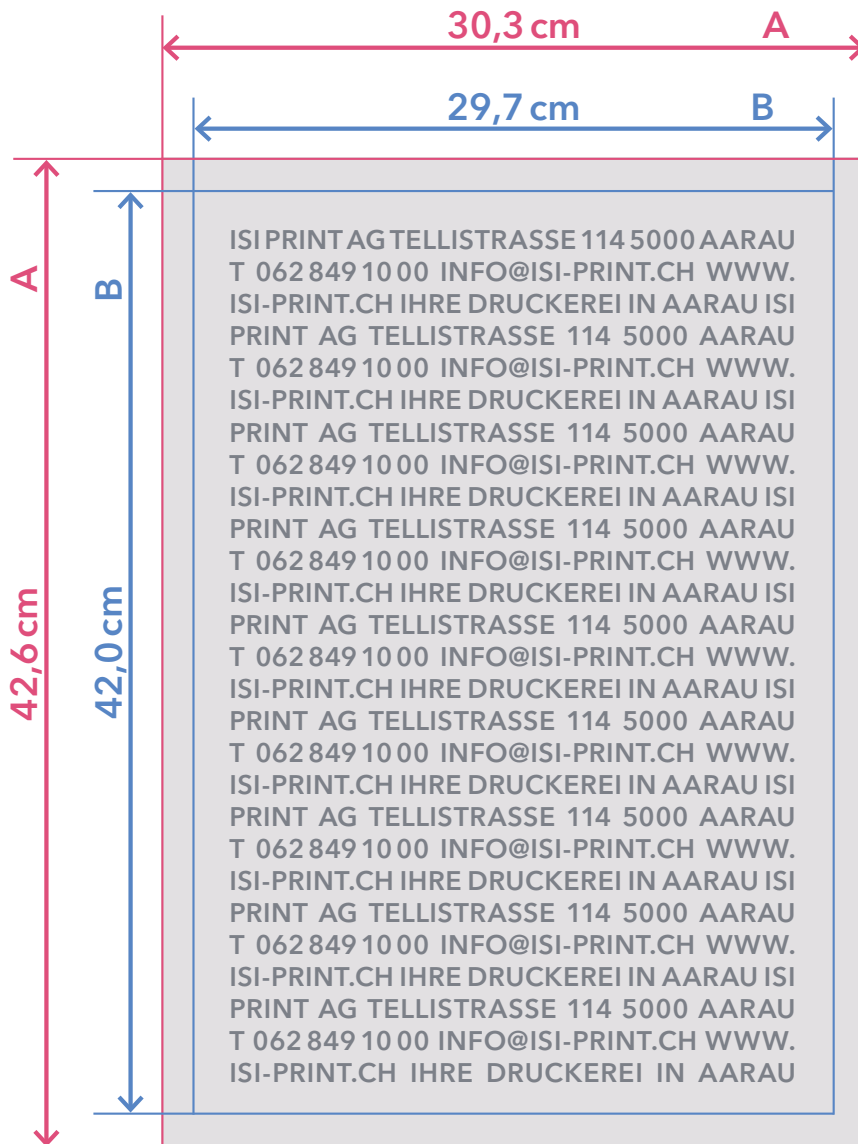 30,3 cm A
29,7 cm B
A
B
42,6 cm
42,0 cm
ISI PRINT AG TELLISTRASSE 114 5000 AARAU
T 062 849 10 00 INFO@ISI-PRINT.CH WWW.
ISI-PRINT.CH IHRE DRUCKEREI IN AARAU ISI
PRINT AG TELLISTRASSE 114 5000 AARAU
T 062 849 10 00 INFO@ISI-PRINT.CH WWW.
ISI-PRINT.CH IHRE DRUCKEREI IN AARAU ISI
PRINT AG TELLISTRASSE 114 5000 AARAU
T 062 849 10 00 INFO@ISI-PRINT.CH WWW.
ISI-PRINT.CH IHRE DRUCKEREI IN AARAU ISI
PRINT AG TELLISTRASSE 114 5000 AARAU
T 062 849 10 00 INFO@ISI-PRINT.CH WWW.
ISI-PRINT.CH IHRE DRUCKEREI IN AARAU ISI
PRINT AG TELLISTRASSE 114 5000 AARAU
T 062 849 10 00 INFO@ISI-PRINT.CH WWW.
ISI-PRINT.CH IHRE DRUCKEREI IN AARAU ISI
PRINT AG TELLISTRASSE 114 5000 AARAU
T 062 849 10 00 INFO@ISI-PRINT.CH WWW.
ISI-PRINT.CH IHRE DRUCKEREI IN AARAU ISI
PRINT AG TELLISTRASSE 114 5000 AARAU
T 062 849 10 00 INFO@ISI-PRINT.CH WWW.
ISI-PRINT.CH IHRE DRUCKEREI IN AARAU ISI
PRINT AG TELLISTRASSE 114 5000 AARAU
T 062 849 10 00 INFO@ISI-PRINT.CH WWW.
ISI-PRINT.CH IHRE DRUCKEREI IN AARAU ISI
PRINT AG TELLISTRASSE 114 5000 AARAU
T 062 849 10 00 INFO@ISI-PRINT.CH WWW.
ISI-PRINT.CH IHRE DRUCKEREI IN AARAU